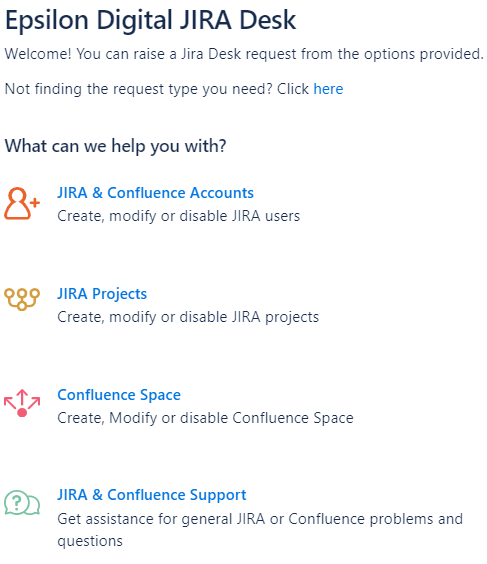 Epsilon Digital JIRA Desk
Welcome! You can raise a Jira Desk request from the options provided.
Not finding the request type you need? Click here
What can we help you with?
JIRA & Confluence Accounts
Create, modify or disable JIRA users
JIRA Projects
Create, modify or disable JIRA projects
Confluence Space
Create, Modify or disable Confluence Space
JIRA & Confluence Support
Get assistance for general JIRA or Confluence problems and
questions